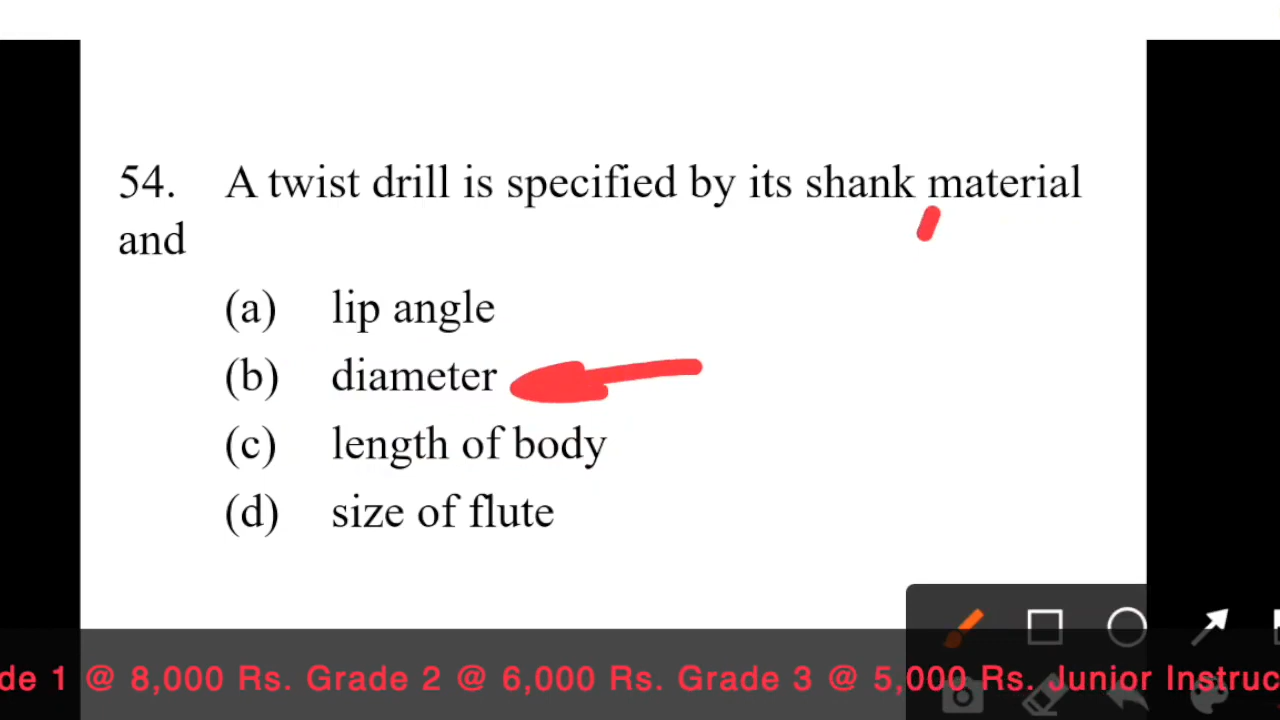 54. A twist drill is specified by its shank material
and
(a) lip angle
(b) diameter
(c) length of body
(d) size of flute
de 1 @ 8,000 Rs. Grade 2 @ 6,000 Rs. Grade 3 @ 5,000 Rs. Junior Instruc